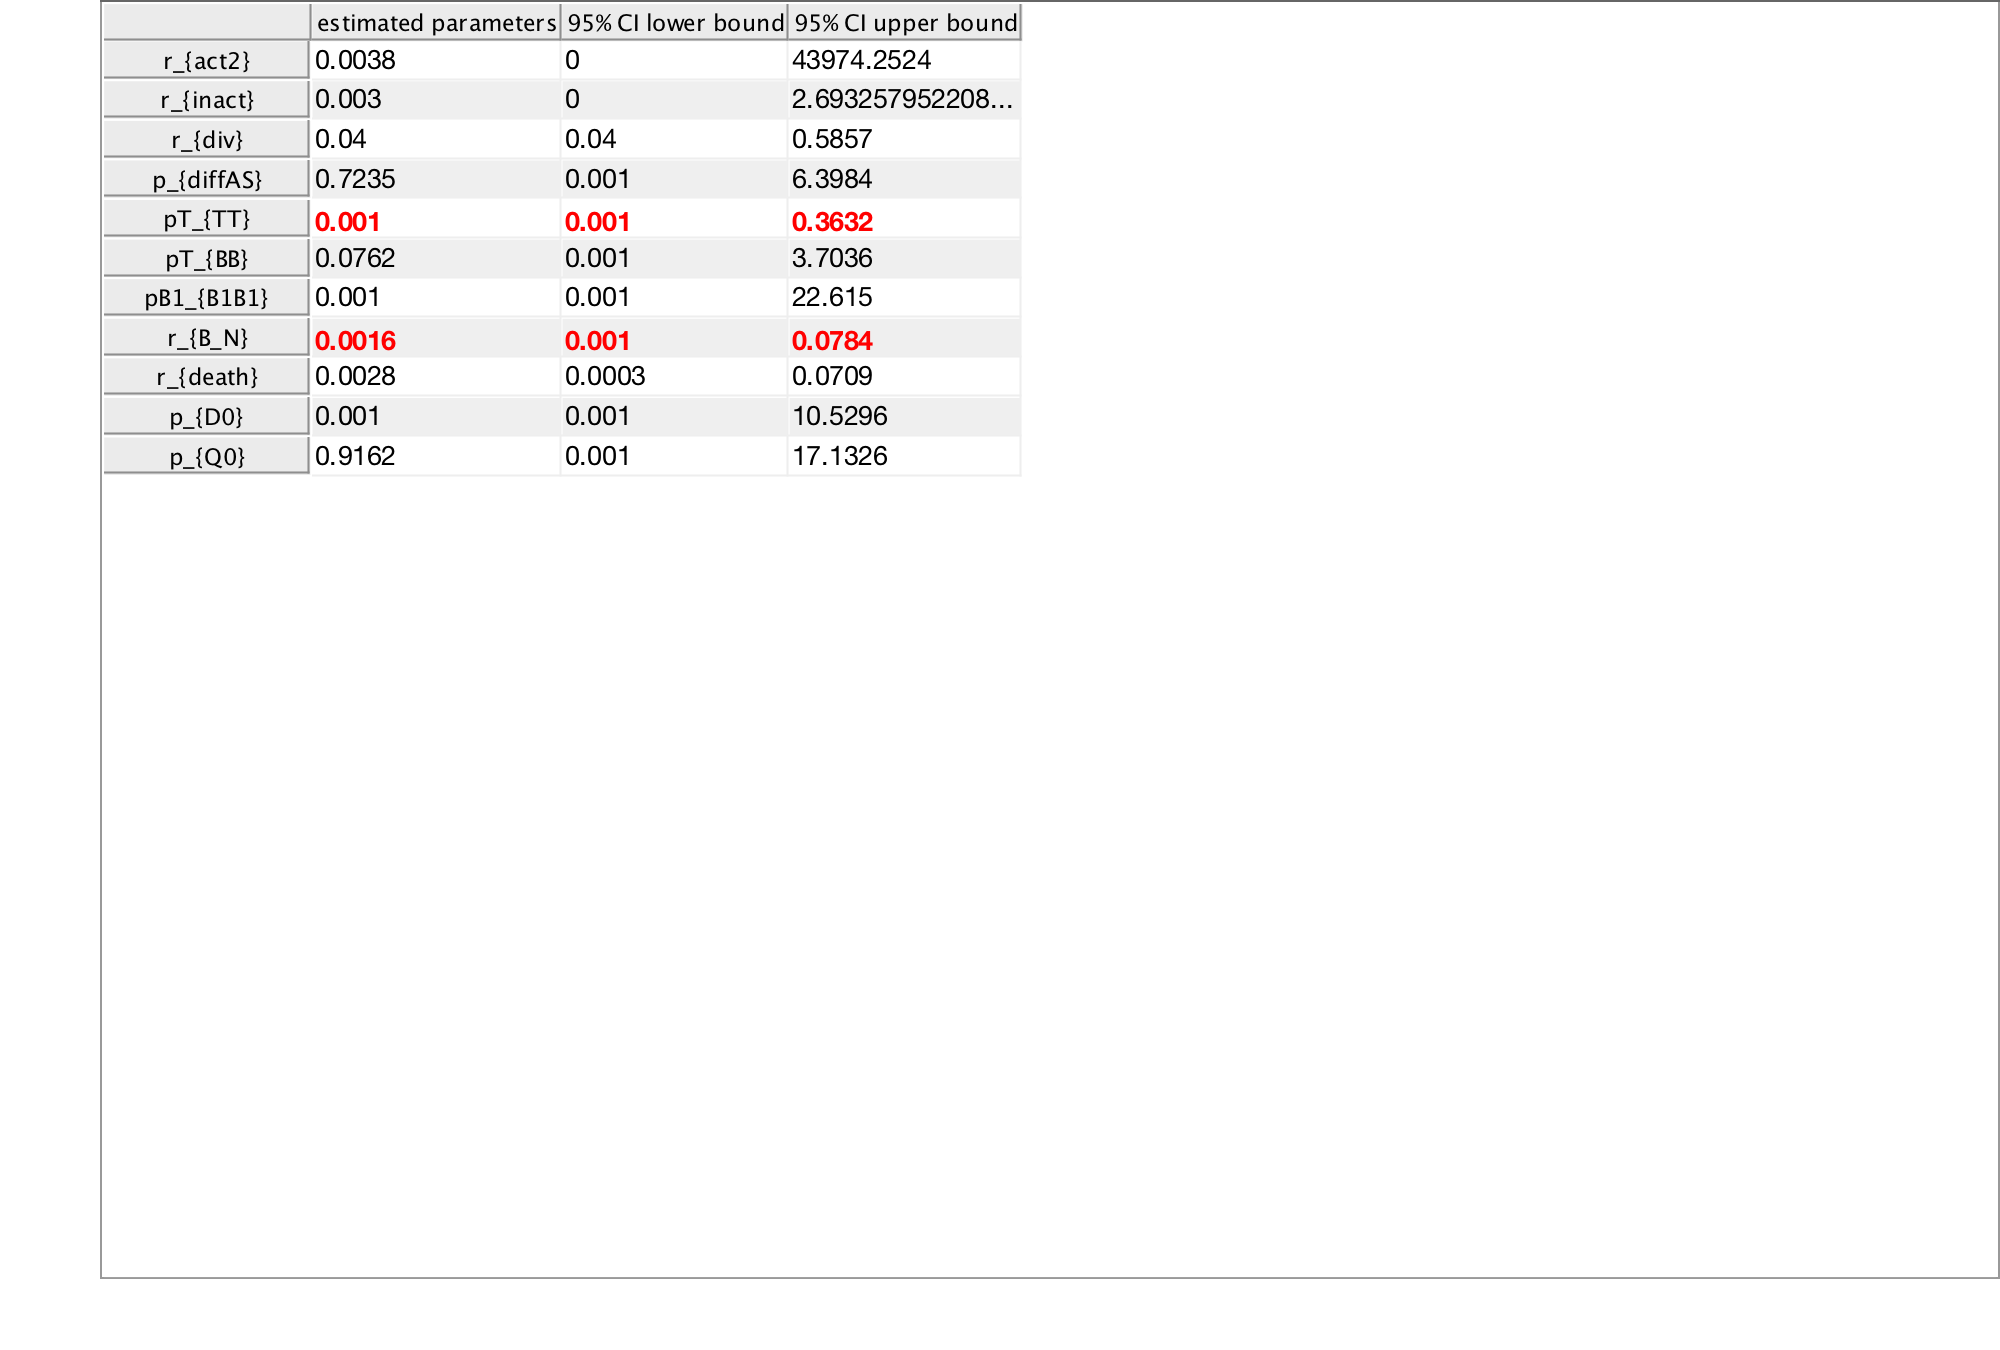 estimated parameters 95% CI lower bound 95% CI upper bound
r_{act2} 0.0038 0 43974.2524
r_{inact} 0.003 0 2.693257952208...
r_{div} 0.04 0.04 0.5857
p_{diffAS} 0.7235 0.001 6.3984
pT_{TT} 0.001 0.001 0.3632
pT_{BB} 0.0762 0.001 3.7036
pB1_{B1B1} 0.001 0.001 22.615
r_{B_N} 0.0016 0.001 0.0784
r_{death} 0.0028 0.0003 0.0709
p_{D0} 0.001 0.001 10.5296
p_{Q0} 0.9162 0.001 17.1326